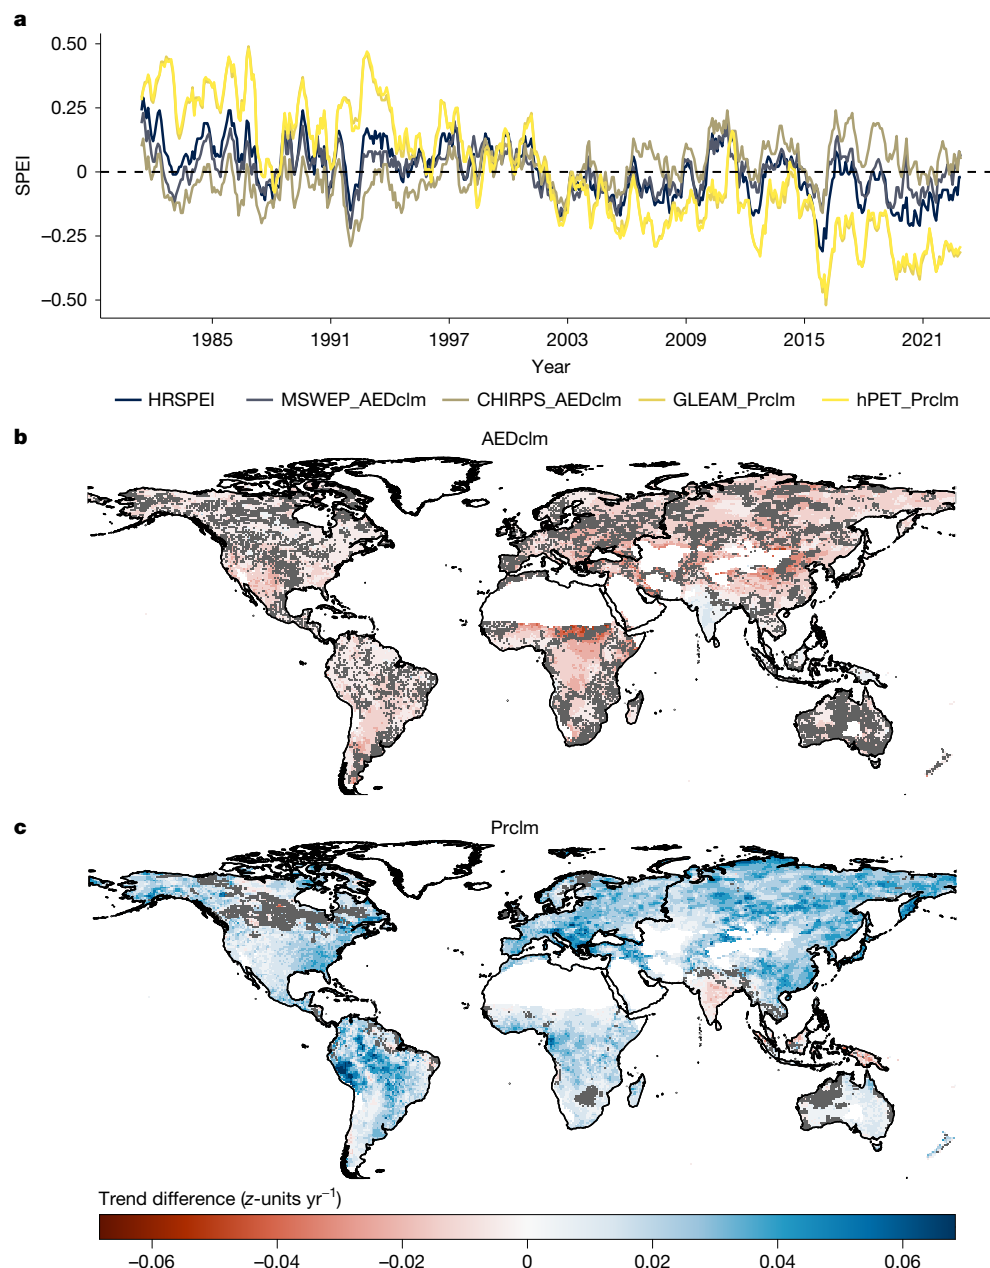 a
0.50
0.25
0
−0.25
−0.50
SPEI
1985 1991 1997 2003 2009 2015 2021
Year
HRSPEI MSWEP_AEDclm CHIRPS_AEDclm GLEAM_Prclm hPET_Prclm
b
AEDclm
c
Prclm
Trend difference (z-units yr⁻¹)
−0.06 −0.04 −0.02 0 0.02 0.04 0.06